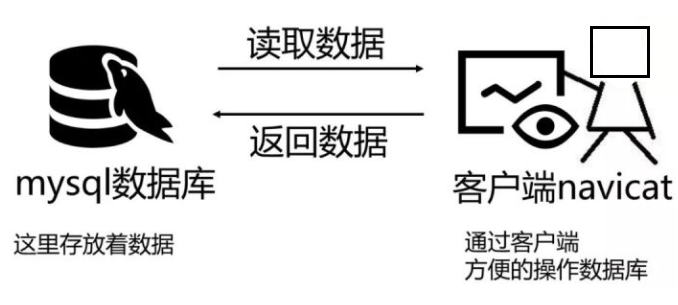 读取数据
返回数据
mysql数据库
客户端navicat
这里存放着数据
通过客户端
方便的操作数据库